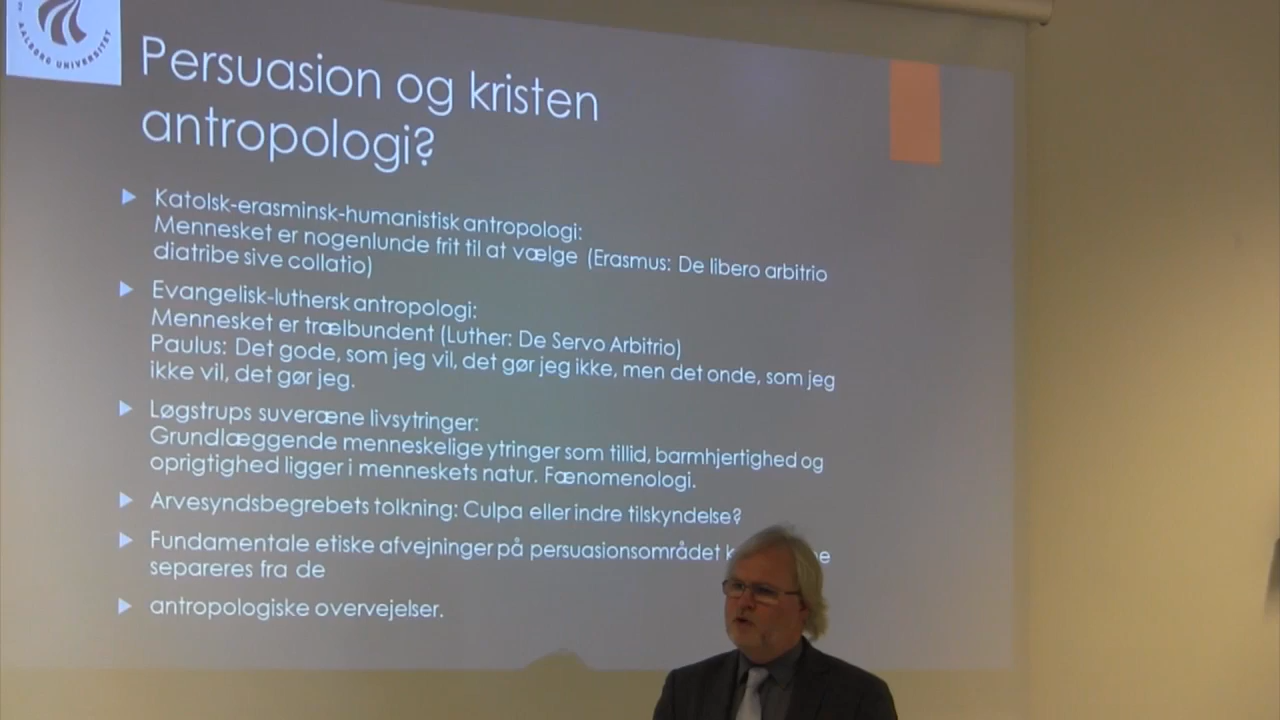 AALBORG UNIVERSITET
Persuasion og kristen
antropologi?
Katolsk-erasminsk-humanistisk antropologi:
Mennesket er nogenlunde frit til at vælge (Erasmus: De libero arbitrio
diatribe sive collatio)
Evangelisk-luthersk antropologi:
Mennesket er trælbundent (Luther: De Servo Arbitrio)
Paulus: Det gode, som jeg vil, det gør jeg ikke, men det onde, som jeg
ikke vil, det gør jeg.
Løgstrups suveræne livsytringer:
Grundlæggende menneskelige ytringer som tillid, barmhjertighed og
oprigtighed ligger i menneskets natur. Fænomenologi.
Arvesyndsbegrebets tolkning: Culpa eller indre tilskyndelse?
Fundamentale etiske afvejninger på persuasionsområdet
separeres fra de
antropologiske overvejelser.